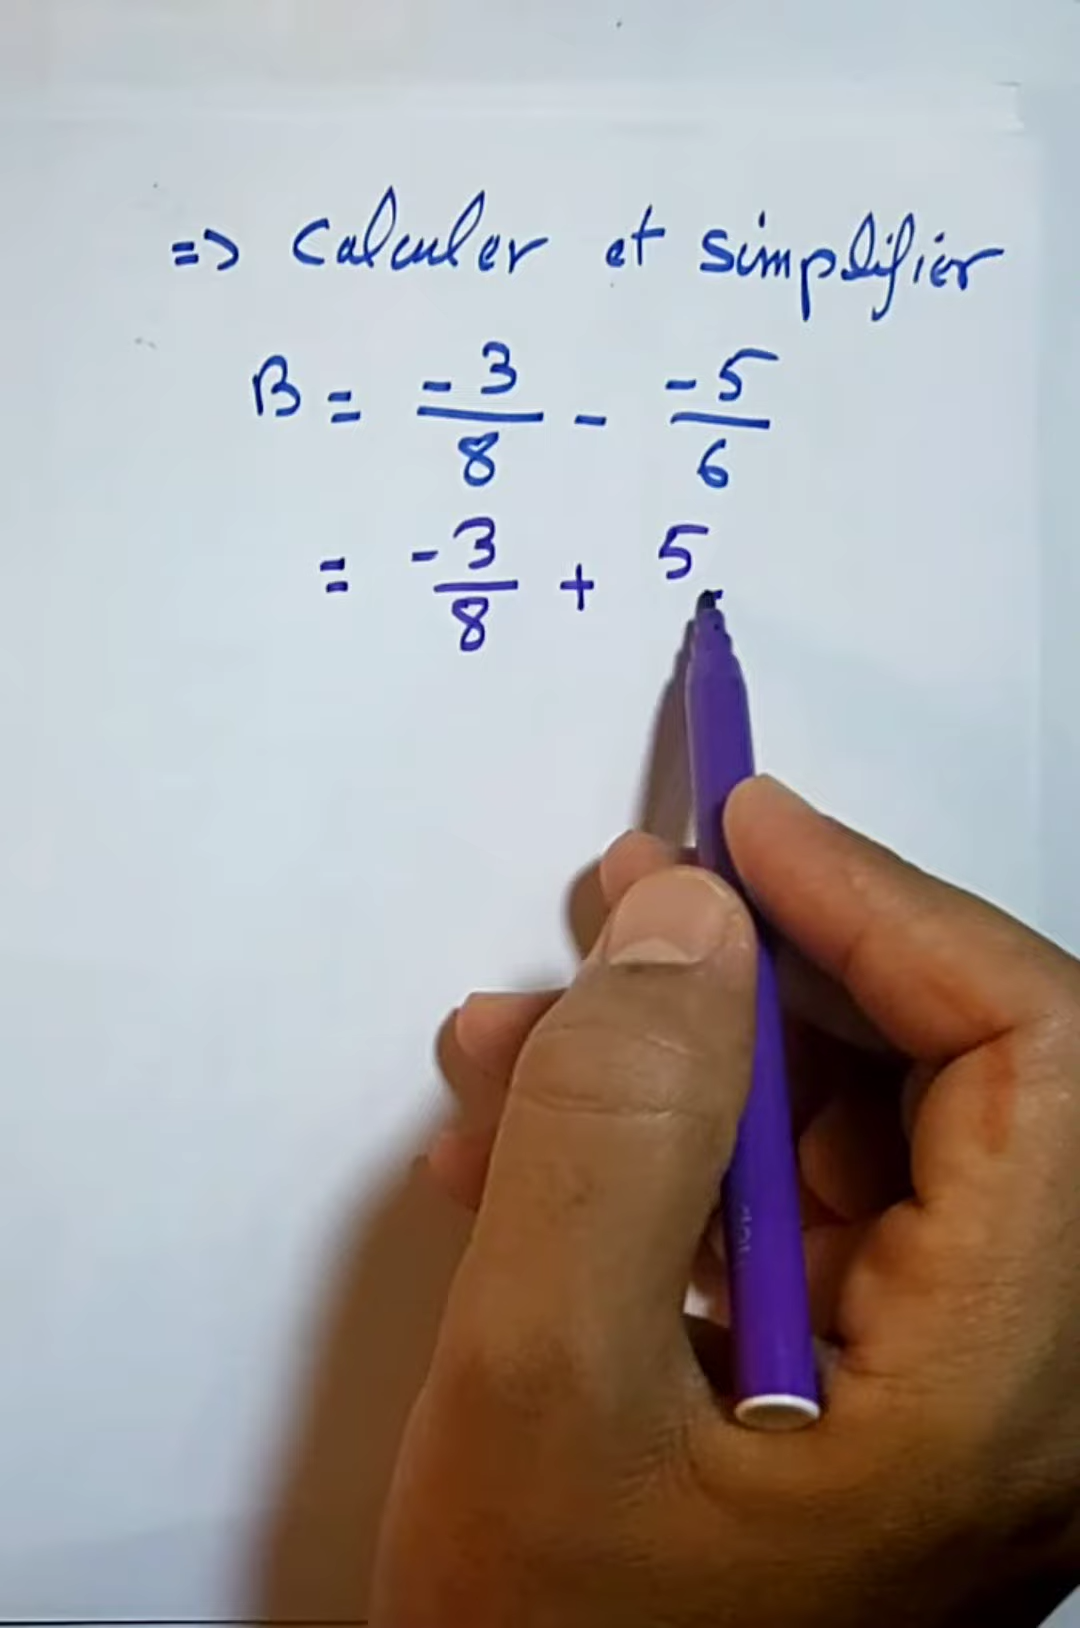 => Calculer et simplifier
B = -3/8 - -5/6
= -3/8 + 5